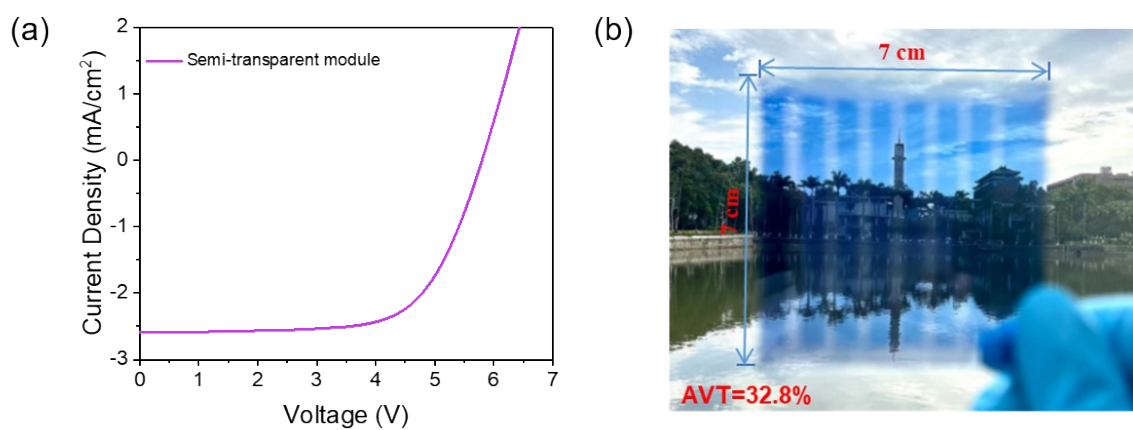 (a)
2
1
0
-1
-2
-3
0 1 2 3 4 5 6 7
Current Density (mA/cm²)
Voltage (V)
Semi-transparent module
(b)
7 cm
7 cm
AVT=32.8%